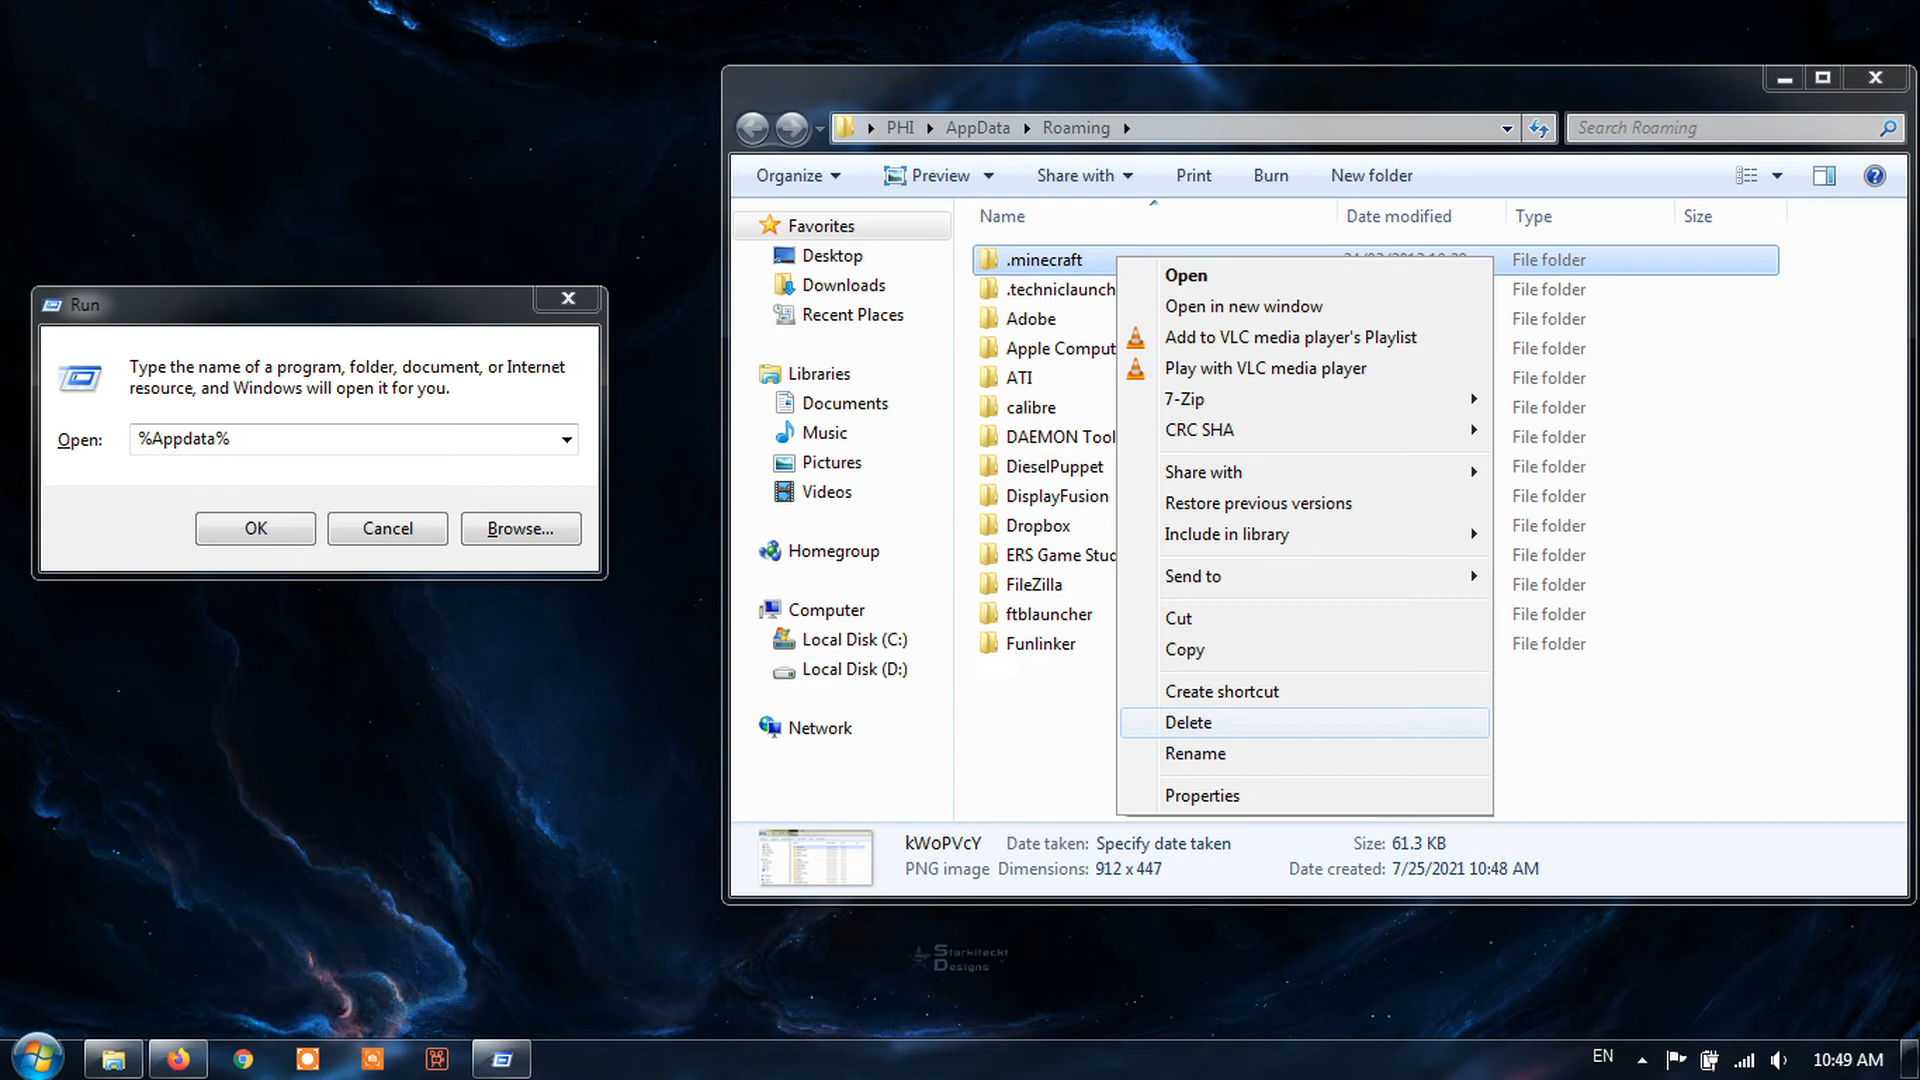 Run
Type the name of a program, folder, document, or Internet
resource, and Windows will open it for you.
Open:
%Appdata%
OK
Cancel
Browse...
PHI
AppData
Roaming
Search Roaming
Organize
Preview
Share with
Print
Burn
New folder
Name
Date modified
Type
Size
Favorites
Desktop
Downloads
Recent Places
Libraries
Documents
Music
Pictures
Videos
Homegroup
Computer
Local Disk (C:)
Local Disk (D:)
Network
.minecraft
File folder
.techniclaunch
File folder
Adobe
File folder
Apple Comput
File folder
ATI
File folder
calibre
File folder
DAEMON Tool
File folder
DieselPuppet
File folder
DisplayFusion
File folder
Dropbox
File folder
ERS Game Stud
File folder
FileZilla
File folder
ftblauncher
File folder
Funlinker
File folder
Open
Open in new window
Add to VLC media player's Playlist
Play with VLC media player
7-Zip
CRC SHA
Share with
Restore previous versions
Include in library
Send to
Cut
Copy
Create shortcut
Delete
Rename
Properties
kWoPVcY
Date taken: Specify date taken
Size: 61.3 KB
PNG image
Dimensions: 912 x 447
Date created: 7/25/2021 10:48 AM
Starkiteckt
Designs
EN
10:49 AM